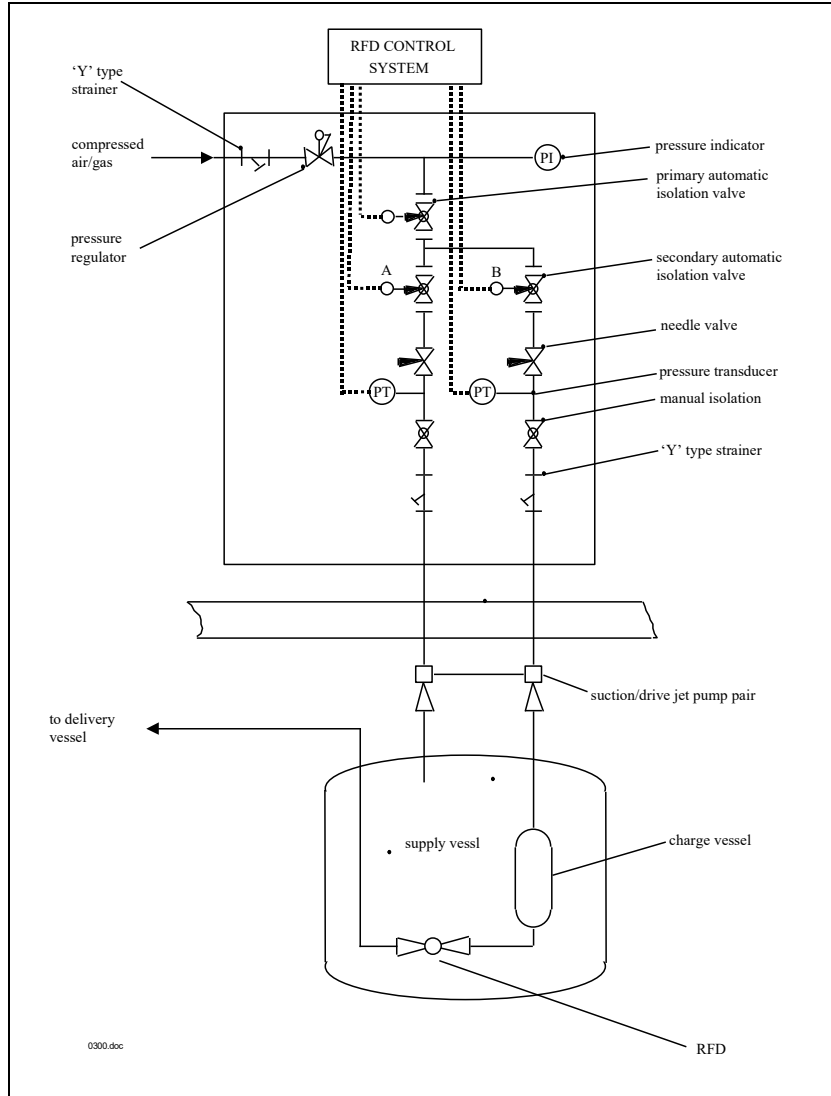 RFD CONTROL
SYSTEM
‘Y’ type
strainer
compressed
air/gas
pressure
regulator
PI
pressure indicator
primary automatic
isolation valve
A
B
secondary automatic
isolation valve
needle valve
PT
PT
pressure transducer
manual isolation
‘Y’ type strainer
suction/drive jet pump pair
to delivery
vessel
supply vessl
charge vessel
RFD
0300.doc